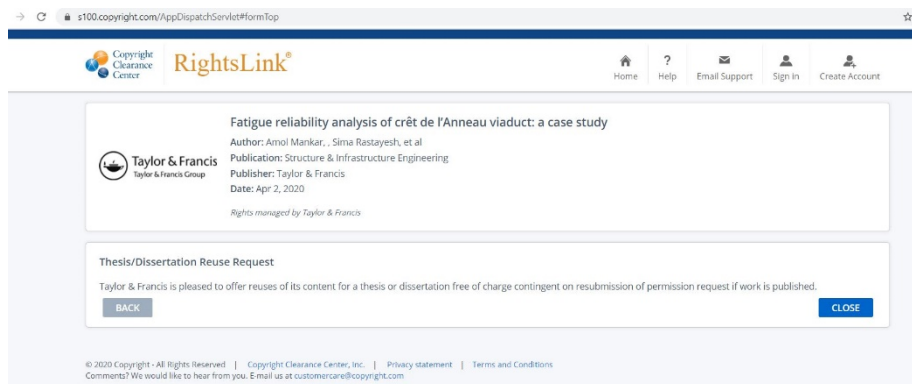 s100.copyright.com/AppDispatchServlet#formTop
Copyright
Clearance
Center
RightsLink®
Home
?
Help
Email Support
Sign in
Create Account
Fatigue reliability analysis of crêt de l'Anneau viaduct: a case study
Author: Amol Mankar, , Sima Rastayesh, et al
Taylor & Francis
Taylor & Francis Group
Publication: Structure & Infrastructure Engineering
Publisher: Taylor & Francis
Date: Apr 2, 2020
Rights managed by Taylor & Francis
Thesis/Dissertation Reuse Request
Taylor & Francis is pleased to offer reuses of its content for a thesis or dissertation free of charge contingent on resubmission of permission request if work is published.
BACK
CLOSE
© 2020 Copyright - All Rights Reserved | Copyright Clearance Center, Inc. | Privacy statement | Terms and Conditions
Comments? We would like to hear from you. E-mail us at customercare@copyright.com